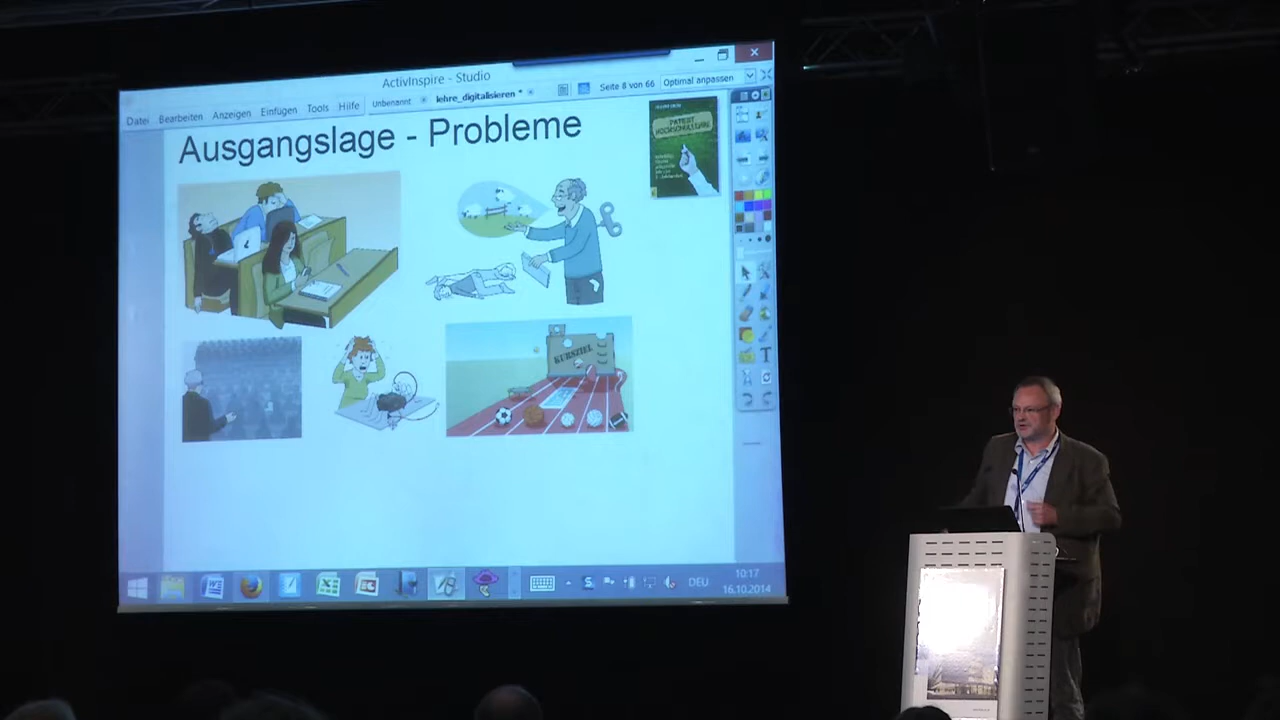 ActivInspire - Studio
Datei Bearbeiten Anzeigen Einfügen Tools Hilfe Unbenannt lehre_digitalisieren * Seite 8 von 66 Optimal anpassen
Ausgangslage - Probleme
PATIENT
HOCHSCHULLEHRE
KURSZIEL
DEU
10:17
16.10.2014